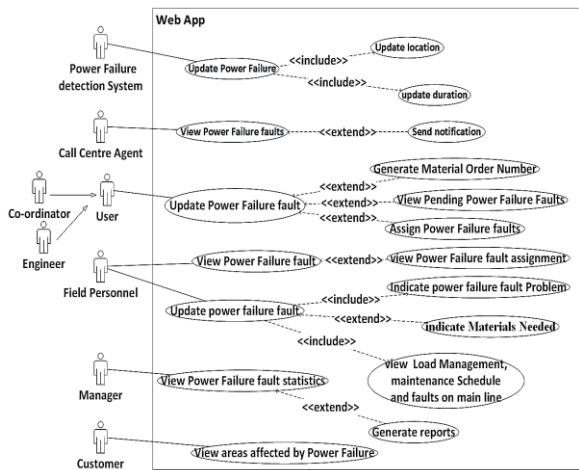 Web App
Power Failure
detection System
Update Power Failure
<<include>>
Update location
<<include>>
update duration
Call Centre Agent
View Power Failure faults
<<extend>>
Send notification
Co-ordinator
User
Engineer
Update Power Failure fault
<<extend>>
Generate Material Order Number
<<extend>>
View Pending Power Failure Faults
<<extend>>
Assign Power Failure faults
Field Personnel
View Power Failure fault
<<extend>>
view Power Failure fault assignment
Update power failure fault
<<include>>
Indicate power failure fault Problem
<<extend>>
Indicate Materials Needed
<<include>>
view Load Management,
maintenance Schedule
and faults on main line
Manager
View Power Failure fault statistics
<<extend>>
Generate reports
Customer
View areas affected by Power Failure